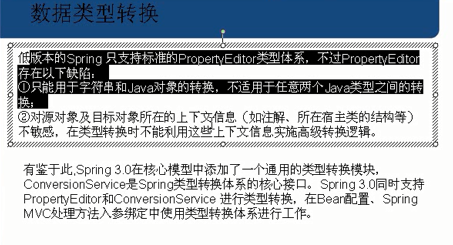 数据类型转换
低版本的Spring 只支持标准的PropertyEditor类型体系，不过PropertyEditor
存在以下缺陷：
①只能用于字符串和Java对象的转换，不适用于任意两个Java类型之间的转
换；
②对源对象及目标对象所在的上下文信息（如注解、所在宿主类的结构等）
不敏感，在类型转换时不能利用这些上下文信息实施高级转换逻辑。
有鉴于此,Spring 3.0在核心模型中添加了一个通用的类型转换模块，
ConversionService是Spring类型转换体系的核心接口。Spring 3.0同时支持
PropertyEditor和ConversionService 进行类型转换，在Bean配置、Spring
MVC处理方法入参绑定中使用类型转换体系进行工作。